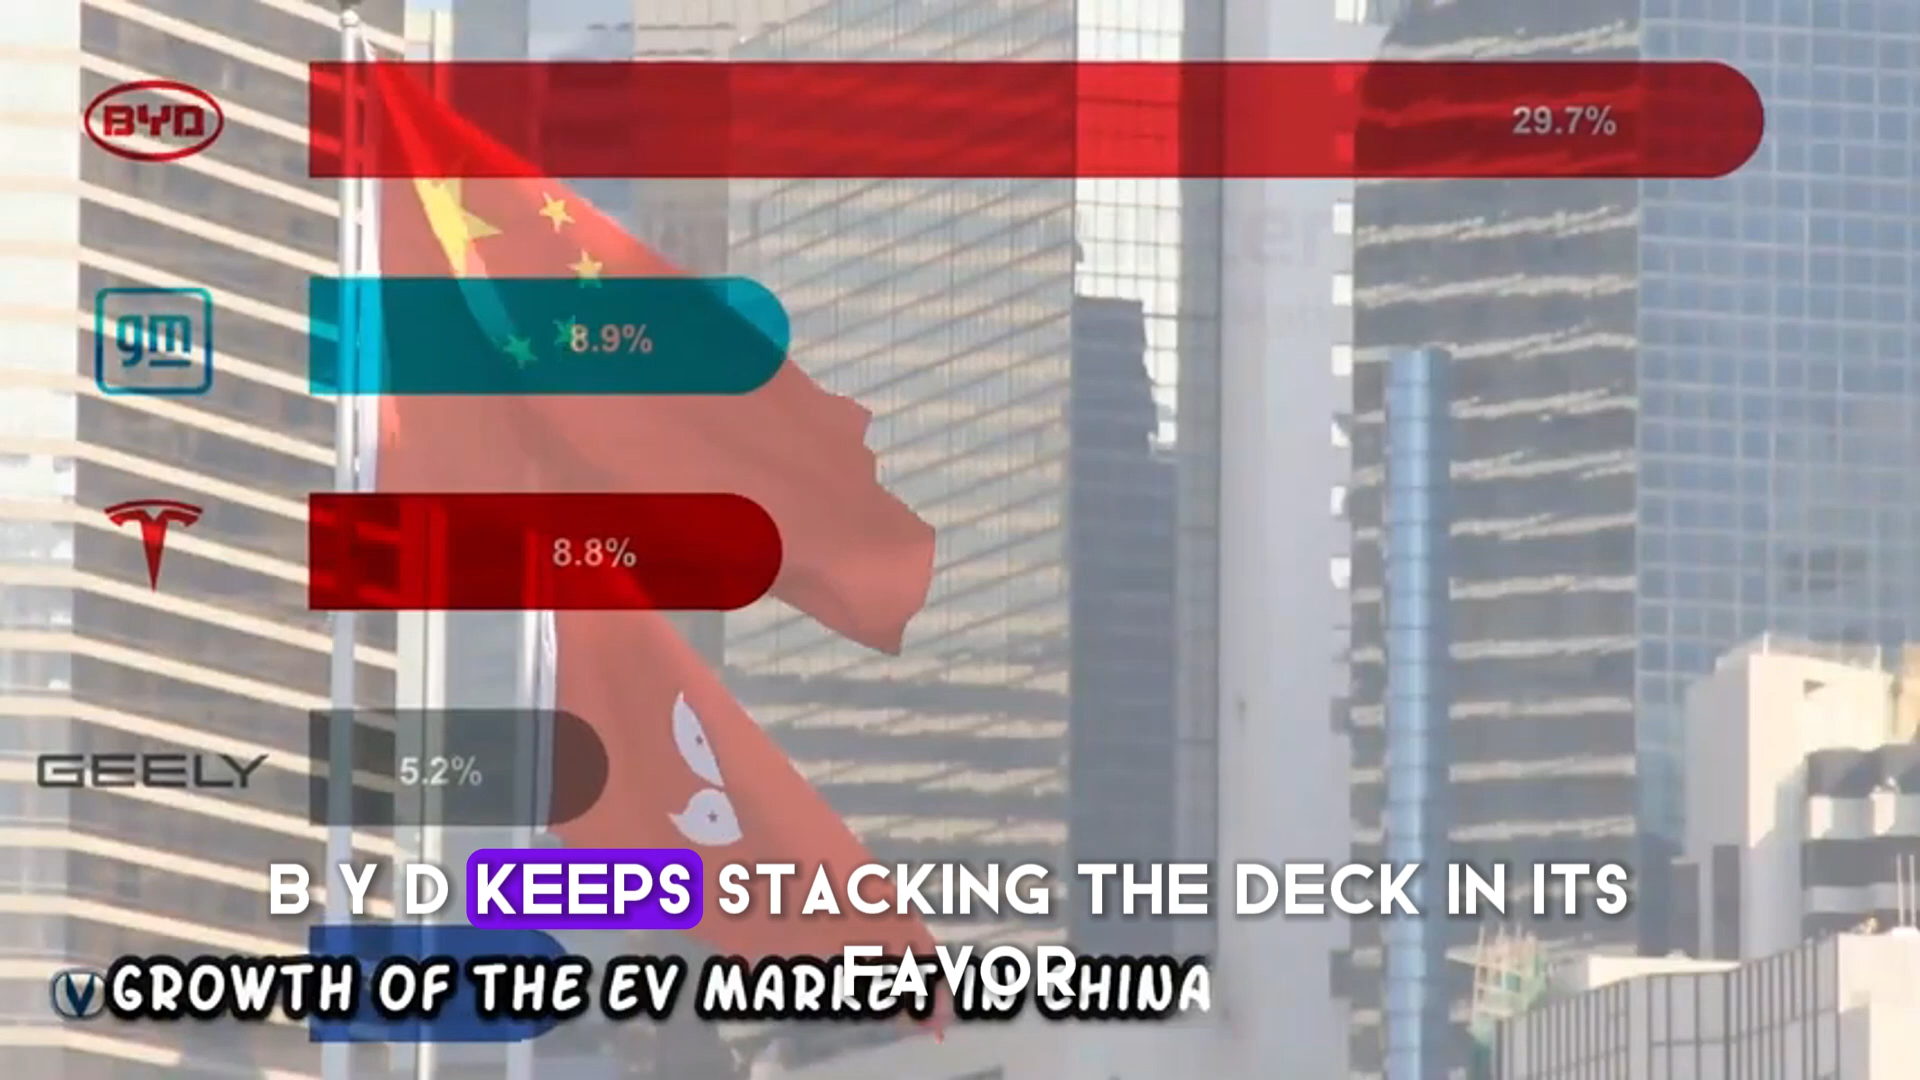 BYD
29.7%
gm
8.9%
8.8%
GEELY
5.2%
B Y D KEEPS STACKING THE DECK IN ITS
FAVOR
GROWTH OF THE EV MARKET IN CHINA